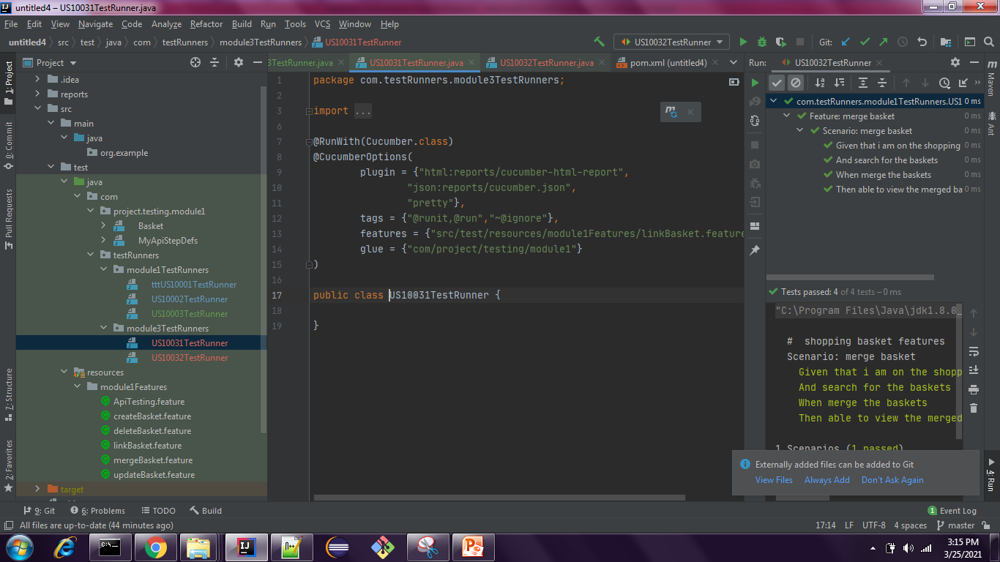 untitled4 – US10031TestRunner.java
File Edit View Navigate Code Analyze Refactor Build Run Tools VCS Window Help
untitled4 src test java com testRunners module3TestRunners US10031TestRunner
US10032TestRunner
Git:
1: Project
0: Commit
Pull Requests
7: Structure
2: Favorites
Project
.idea
reports
src
main
java
org.example
test
java
com
project.testing.module1
Basket
MyApiStepDefs
testRunners
module1TestRunners
tttUS10001TestRunner
US10002TestRunner
US10003TestRunner
module3TestRunners
US10031TestRunner
US10032TestRunner
resources
module1Features
ApiTesting.feature
createBasket.feature
deleteBasket.feature
linkBasket.feature
mergeBasket.feature
updateBasket.feature
target
3TestRunner.java US10031TestRunner.java US10032TestRunner.java pom.xml (untitled4)
1 package com.testRunners.module3TestRunners;
2
3 import ...
6
7 @RunWith(Cucumber.class)
8 @CucumberOptions(
9 plugin = {"html:reports/cucumber-html-report",
10 "json:reports/cucumber.json",
11 "pretty"},
12 tags = {"@runit,@run","~@ignore"},
13 features = {"src/test/resources/module1Features/linkBasket.feature
14 glue = {"com/project/testing/module1"}
15 )
16
17 public class US10031TestRunner {
18
19 }
Run: US10032TestRunner
com.testRunners.module1TestRunners.US1 0 ms
Feature: merge basket 0 ms
Scenario: merge basket 0 ms
Given that i am on the shopping 0 ms
And search for the baskets 0 ms
When merge the baskets 0 ms
Then able to view the merged ba 0 ms
Tests passed: 4 of 4 tests – 0 ms
"C:\Program Files\Java\jdk1.8.0_
# shopping basket features
Scenario: merge basket
Given that i am on the shopp
And search for the baskets
When merge the baskets
Then able to view the merged
1 Scenarios (1 passed)
Externally added files can be added to Git
View Files Always Add Don't Ask Again
Maven
Ant
4: Run
9: Git 6: Problems TODO Build
1 Event Log
All files are up-to-date (44 minutes ago)
17:14 LF UTF-8 4 spaces master
3:15 PM
3/25/2021